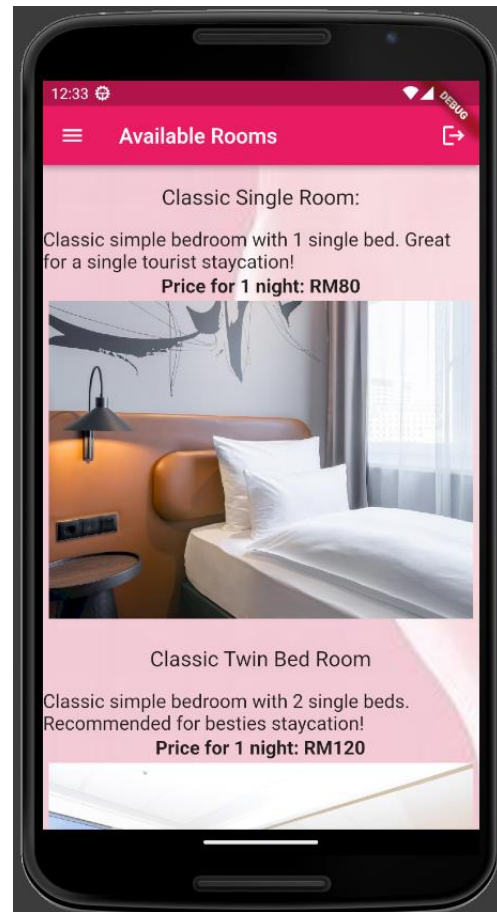 12:33
DEBUG
Available Rooms
Classic Single Room:
Classic simple bedroom with 1 single bed. Great
for a single tourist staycation!
Price for 1 night: RM80
Classic Twin Bed Room
Classic simple bedroom with 2 single beds.
Recommended for besties staycation!
Price for 1 night: RM120